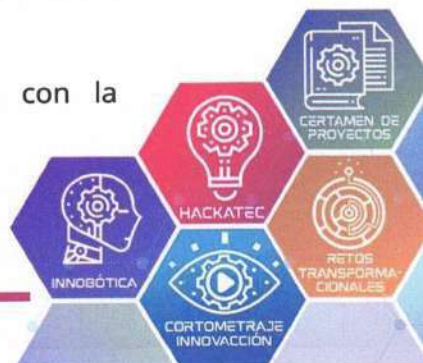 con la
CERTAMEN DE
PROYECTOS
HACKATEC
INNOBÓTICA
RETOS
TRANSFORMA-
CIONALES
CORTOMETRAJE
INNOVACCIÓN